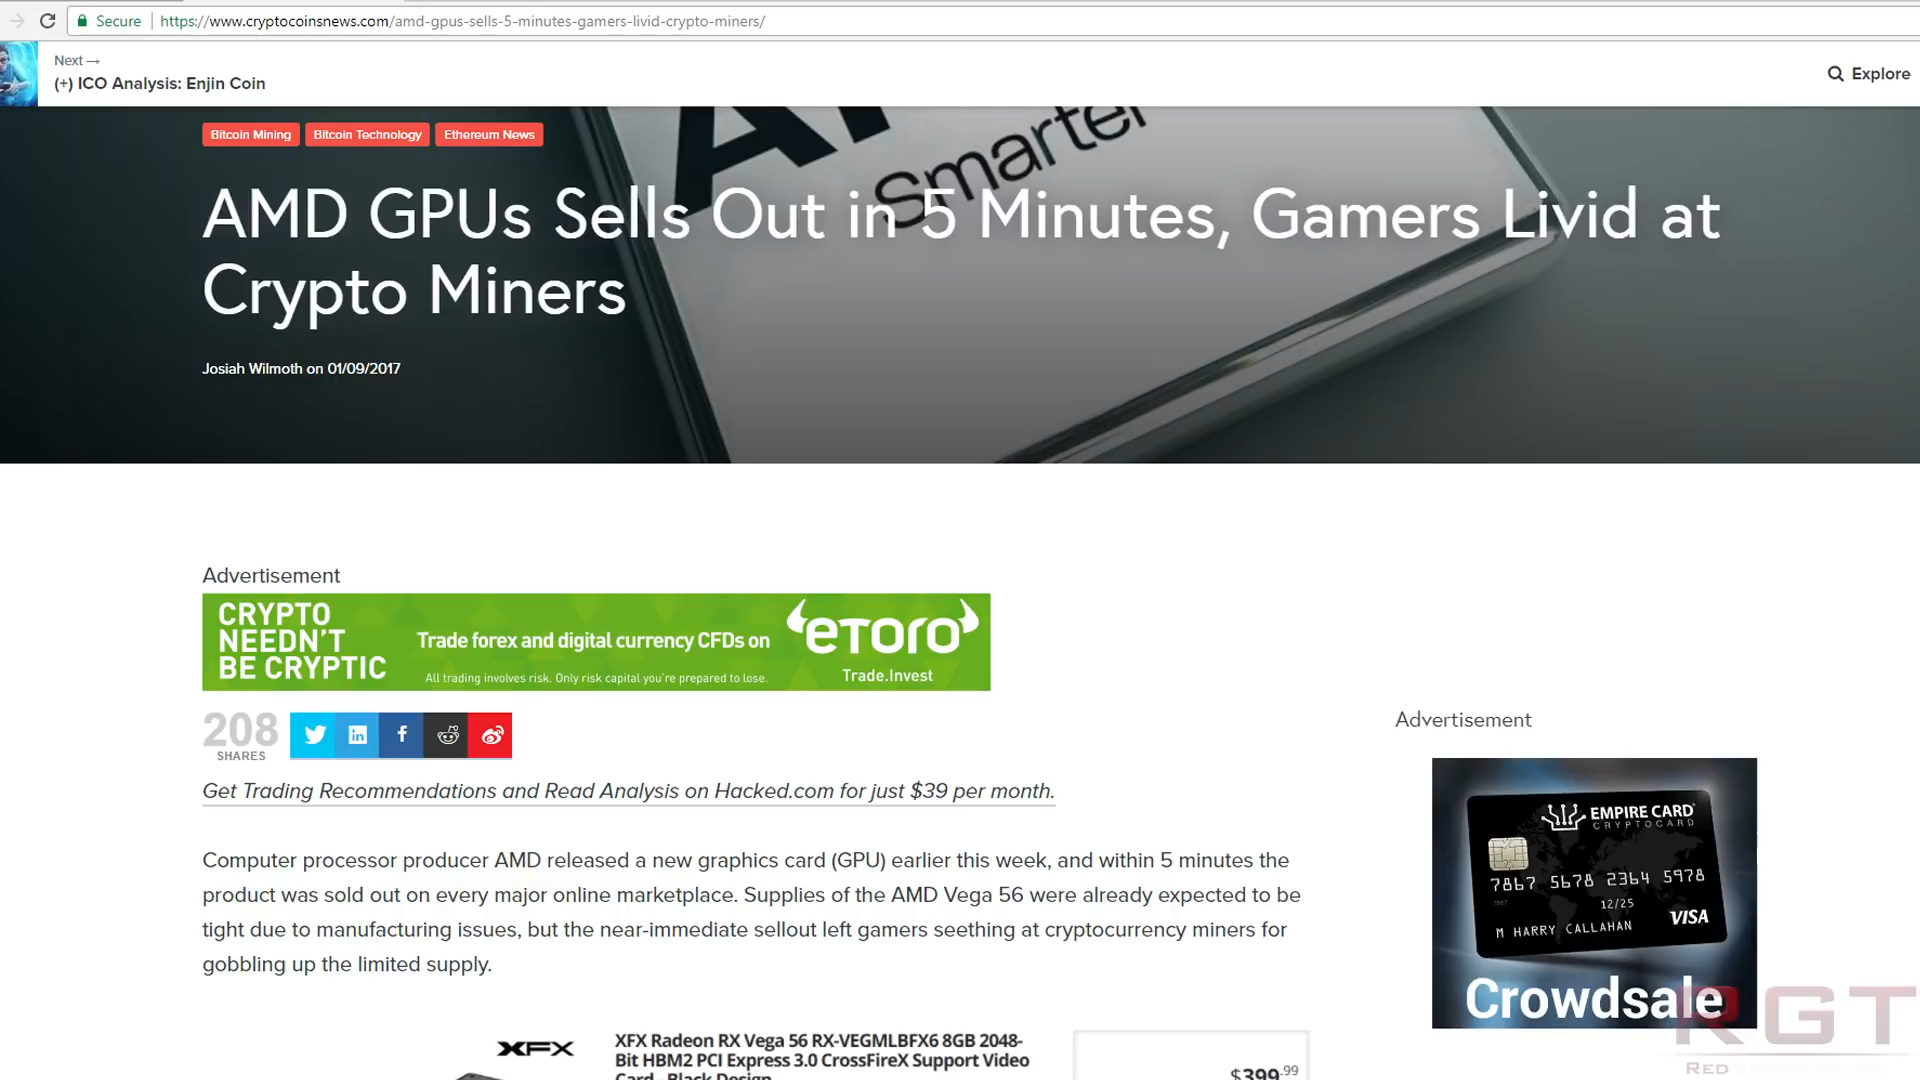 Secure https://www.cryptocoinsnews.com/amd-gpus-sells-5-minutes-gamers-livid-crypto-miners/
Next →
(+) ICO Analysis: Enjin Coin
Explore
Smarter
Bitcoin Mining Bitcoin Technology Ethereum News
AMD GPUs Sells Out in 5 Minutes, Gamers Livid at
Crypto Miners
Josiah Wilmoth on 01/09/2017
Advertisement
CRYPTO
NEEDN'T
BE CRYPTIC
Trade forex and digital currency CFDs on
All trading involves risk. Only risk capital you're prepared to lose.
eTORO
Trade.Invest
208
SHARES
Get Trading Recommendations and Read Analysis on Hacked.com for just $39 per month.
Computer processor producer AMD released a new graphics card (GPU) earlier this week, and within 5 minutes the
product was sold out on every major online marketplace. Supplies of the AMD Vega 56 were already expected to be
tight due to manufacturing issues, but the near-immediate sellout left gamers seething at cryptocurrency miners for
gobbling up the limited supply.
Advertisement
EMPIRE CARD
CRYPTOCARD
7867 5678 2364 5978
7867
12/25
M HARRY CALLAHAN
VISA
Crowdsale
XFX
XFX Radeon RX Vega 56 RX-VEGMLBFX6 8GB 2048-
Bit HBM2 PCI Express 3.0 CrossFireX Support Video
Card - Black Design
$399.99
RGT
RED